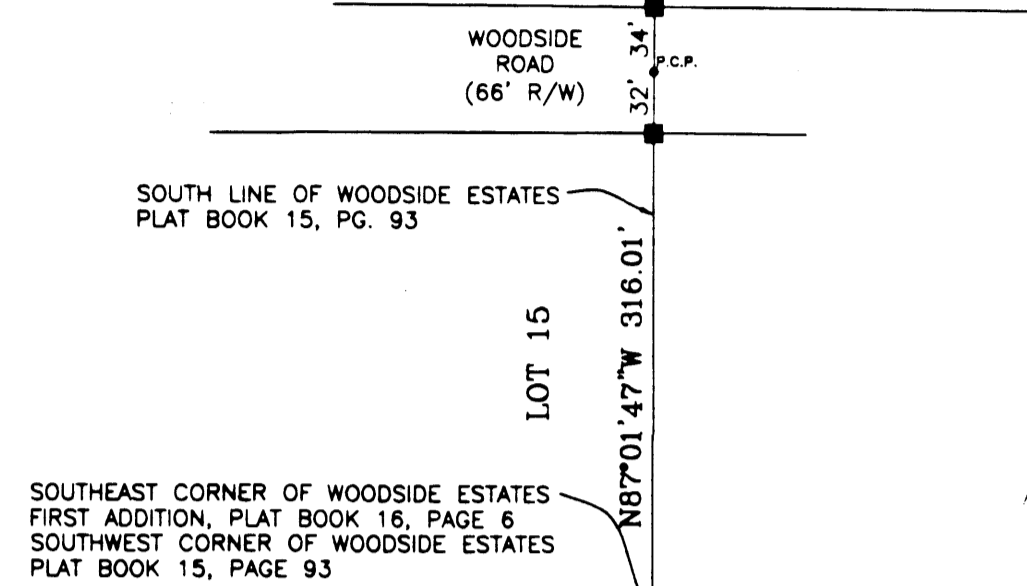 WOODSIDE
ROAD
(66' R/W)
34'
P.C.P.
32'
SOUTH LINE OF WOODSIDE ESTATES
PLAT BOOK 15, PG. 93
N87°01'47"W 316.01'
LOT 15
SOUTHEAST CORNER OF WOODSIDE ESTATES
FIRST ADDITION, PLAT BOOK 16, PAGE 6
SOUTHWEST CORNER OF WOODSIDE ESTATES
PLAT BOOK 15, PAGE 93